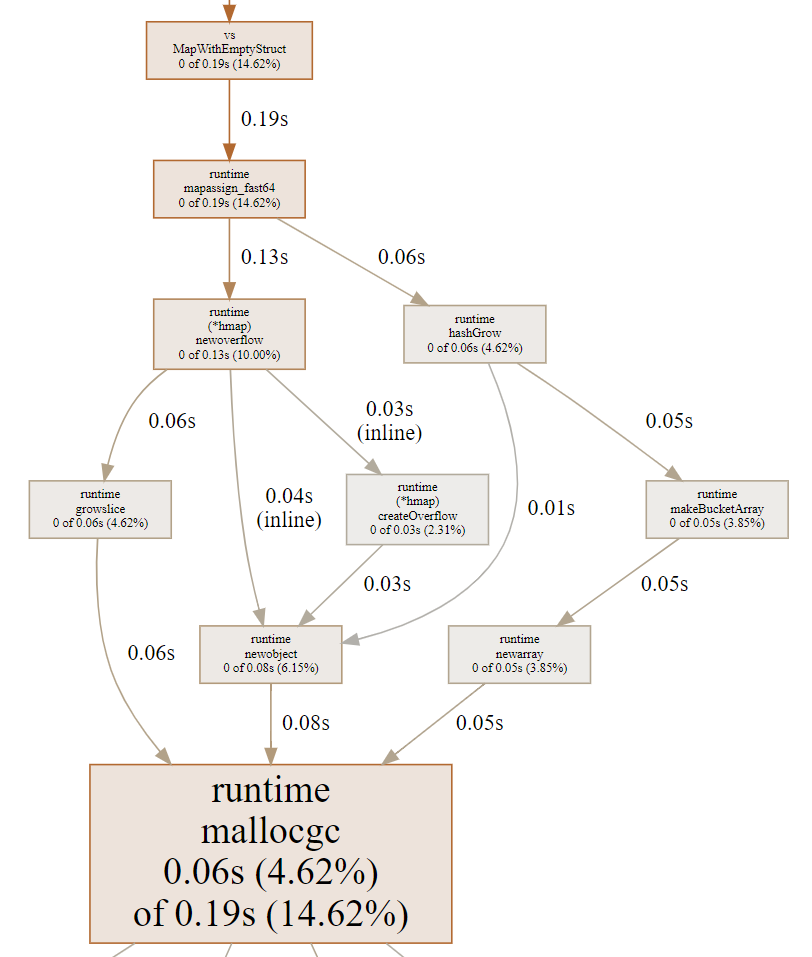 vs
MapWithEmptyStruct
0 of 0.19s (14.62%)
0.19s
runtime
mapassign_fast64
0 of 0.19s (14.62%)
0.13s
0.06s
runtime
(*hmap)
newoverflow
0 of 0.13s (10.00%)
runtime
hashGrow
0 of 0.06s (4.62%)
0.06s
0.03s
(inline)
0.05s
runtime
growslice
0 of 0.06s (4.62%)
0.04s
(inline)
runtime
(*hmap)
createOverflow
0 of 0.03s (2.31%)
0.01s
runtime
makeBucketArray
0 of 0.05s (3.85%)
0.03s
0.05s
0.06s
runtime
newobject
0 of 0.08s (6.15%)
runtime
newarray
0 of 0.05s (3.85%)
0.08s
0.05s
runtime
mallocgc
0.06s (4.62%)
of 0.19s (14.62%)